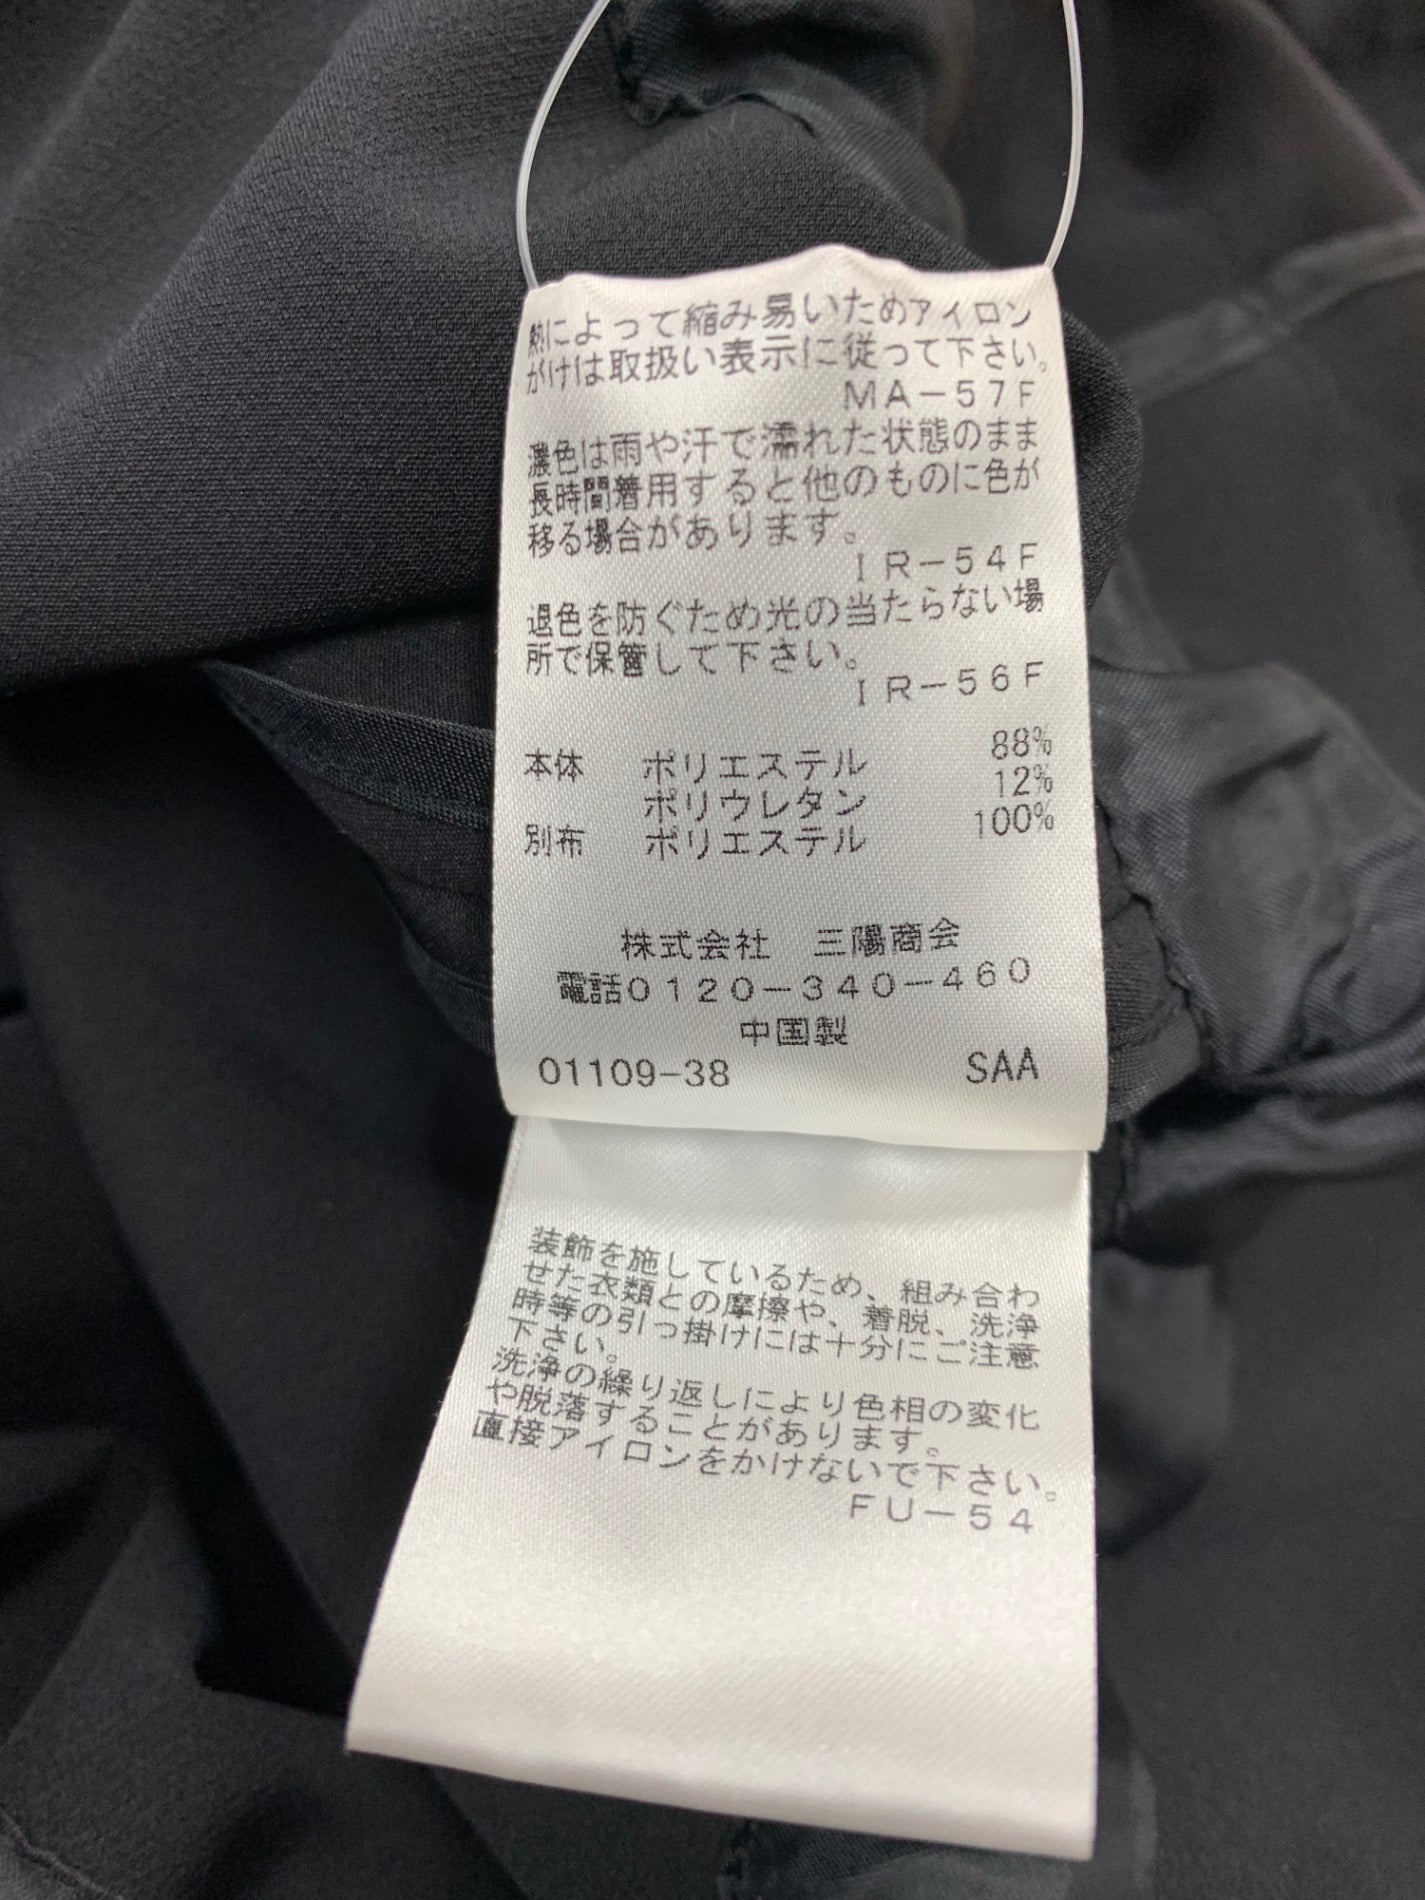 熱によって縮み易いためアイロン
がけは取扱い表示に従って下さい。
MA-57F
濃色は雨や汗で濡れた状態のまま
長時間着用すると他のものに色が
移る場合があります。
IR-54F
退色を防ぐため光の当たらない場
所で保管して下さい。
IR-56F
本体 ポリエステル 88%
ポリウレタン 12%
別布 ポリエステル 100%
株式会社 三陽商会
電話0120-340-460
中国製
01109-38 SAA
装飾を施しているため、組み合わ
せた衣類との摩擦や、着脱、洗浄
時等の引っ掛けには十分にご注意
下さい。
洗浄の繰り返しにより色相の変化
や脱落することがあります。
直接アイロンをかけないで下さい。
FU-54